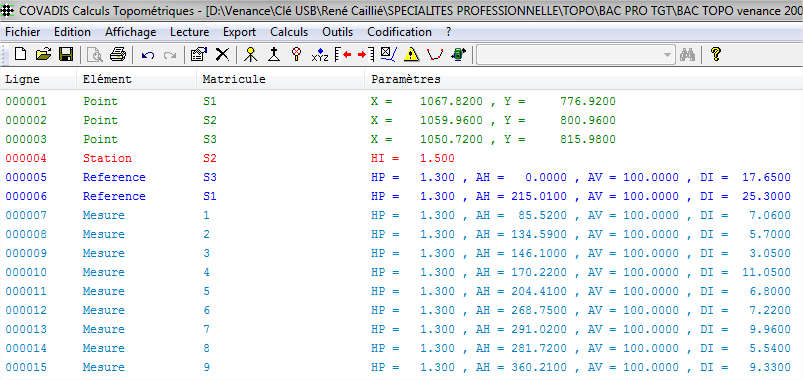 COVADIS Calculs Topométriques - [D:\Venance\Clé USB\René Caillié\SPECIALITES PROFESSIONNELLE\TOPO\BAC PRO TGT\BAC TOPO venance 200
Fichier Edition Affichage Lecture Export Calculs Outils Codification ?
XYZ
Ligne Elément Matricule Paramètres
000001 Point S1 X = 1067.8200 , Y = 776.9200
000002 Point S2 X = 1059.9600 , Y = 800.9600
000003 Point S3 X = 1050.7200 , Y = 815.9800
000004 Station S2 HI = 1.500
000005 Reference S3 HP = 1.300 , AH = 0.0000 , AV = 100.0000 , DI = 17.6500
000006 Reference S1 HP = 1.300 , AH = 215.0100 , AV = 100.0000 , DI = 25.3000
000007 Mesure 1 HP = 1.300 , AH = 85.5200 , AV = 100.0000 , DI = 7.0600
000008 Mesure 2 HP = 1.300 , AH = 134.5900 , AV = 100.0000 , DI = 5.7000
000009 Mesure 3 HP = 1.300 , AH = 146.1000 , AV = 100.0000 , DI = 3.0500
000010 Mesure 4 HP = 1.300 , AH = 170.2200 , AV = 100.0000 , DI = 11.0500
000011 Mesure 5 HP = 1.300 , AH = 204.4100 , AV = 100.0000 , DI = 6.8000
000012 Mesure 6 HP = 1.300 , AH = 268.7500 , AV = 100.0000 , DI = 7.2200
000013 Mesure 7 HP = 1.300 , AH = 291.0200 , AV = 100.0000 , DI = 9.9600
000014 Mesure 8 HP = 1.300 , AH = 281.7200 , AV = 100.0000 , DI = 5.5400
000015 Mesure 9 HP = 1.300 , AH = 360.2100 , AV = 100.0000 , DI = 9.3300